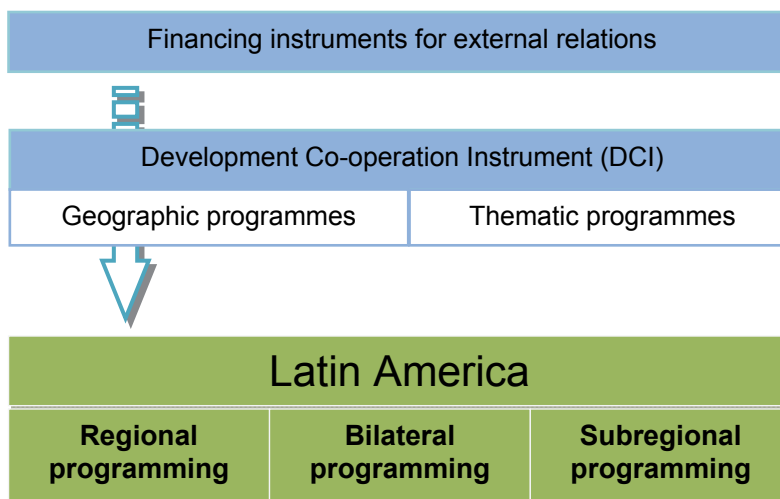 Financing instruments for external relations
Development Co-operation Instrument (DCI)
Geographic programmes
Thematic programmes
Latin America
Regional
programming
Bilateral
programming
Subregional
programming